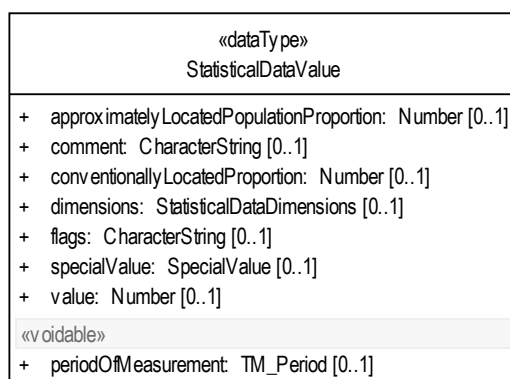 «dataType»
StatisticalDataValue
+ approximatelyLocatedPopulationProportion: Number [0..1]
+ comment: CharacterString [0..1]
+ conventionallyLocatedProportion: Number [0..1]
+ dimensions: StatisticalDataDimensions [0..1]
+ flags: CharacterString [0..1]
+ specialValue: SpecialValue [0..1]
+ value: Number [0..1]
«voidable»
+ periodOfMeasurement: TM_Period [0..1]